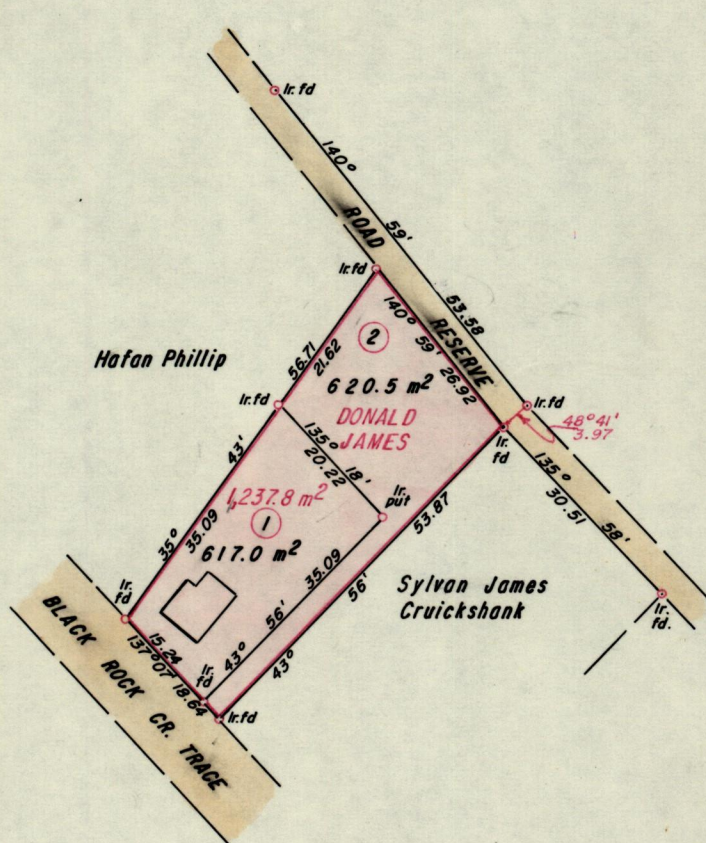 Ir. fd
140°
59'
ROAD
RESERVE
53.58
Ir. fd
2
140° 59' 26.92
Hafan Phillip
56.71
21.62
620.5 m²
Ir. fd
DONALD
JAMES
Ir. fd
48°41'
3.97
Ir.
fd
135° 18'
20.22
135°
30.51
58'
43'
Ir.
put
1,237.8 m²
1
35°
35.09
617.0 m²
53.87
35.09
Sylvan James
Cruickshank
56'
Ir.
fd.
Ir.
fd
56'
43°
43°
15.24
137°07'
18.64
Ir.
fd
Ir. fd
BLACK ROCK CR. TRACE